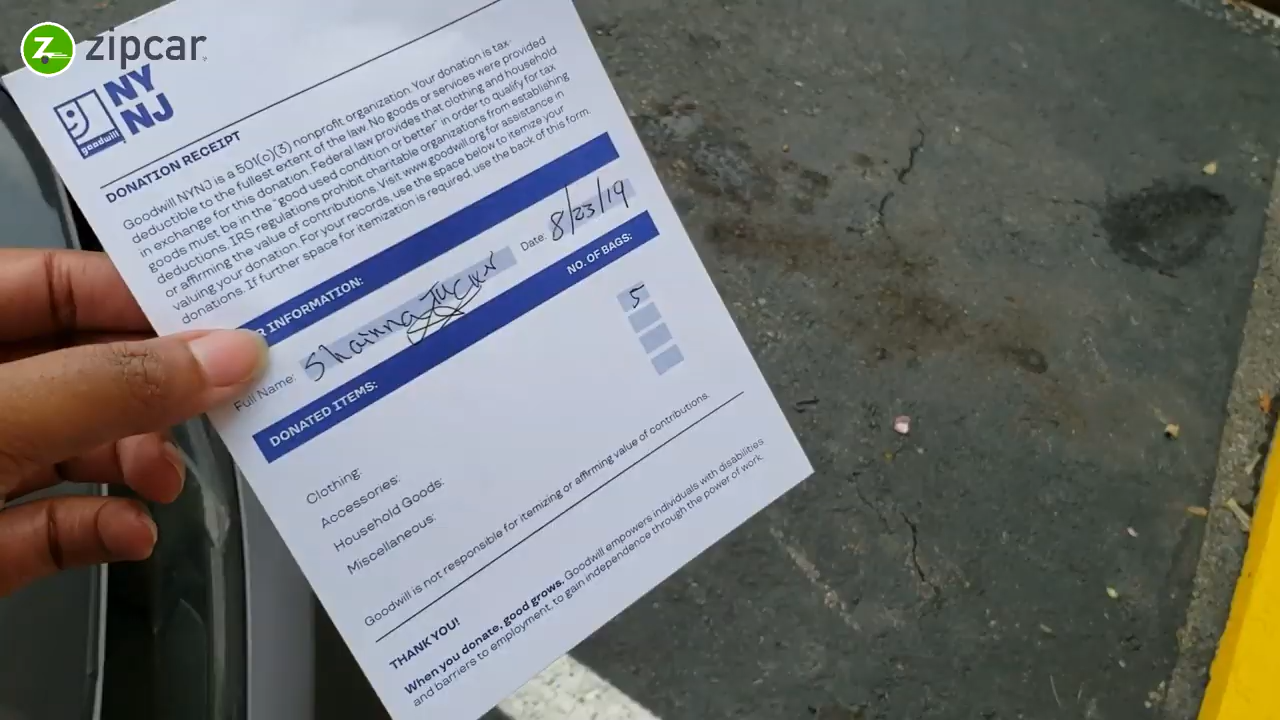 zipcar
goodwill
NY
NJ
DONATION RECEIPT
Goodwill NYNJ is a 501(c)(3) nonprofit organization. Your donation is tax-
deductible to the fullest extent of the law. No goods or services were provided
in exchange for this donation. Federal law provides that clothing and household
goods must be in the "good used condition or better" in order to qualify for tax
deductions. IRS regulations prohibit charitable organizations from establishing
or affirming the value of contributions. Visit www.goodwill.org for assistance in
valuing your donation. For your records, use the space below to itemize your
donations. If further space for itemization is required, use the back of this form.
R INFORMATION:
Full Name: Shainna Tucker Date: 8/23/19
DONATED ITEMS: NO. OF BAGS:
Clothing: 5
Accessories:
Household Goods:
Miscellaneous:
Goodwill is not responsible for itemizing or affirming value of contributions.
THANK YOU!
When you donate, good grows. Goodwill empowers individuals with disabilities
and barriers to employment, to gain independence through the power of work.